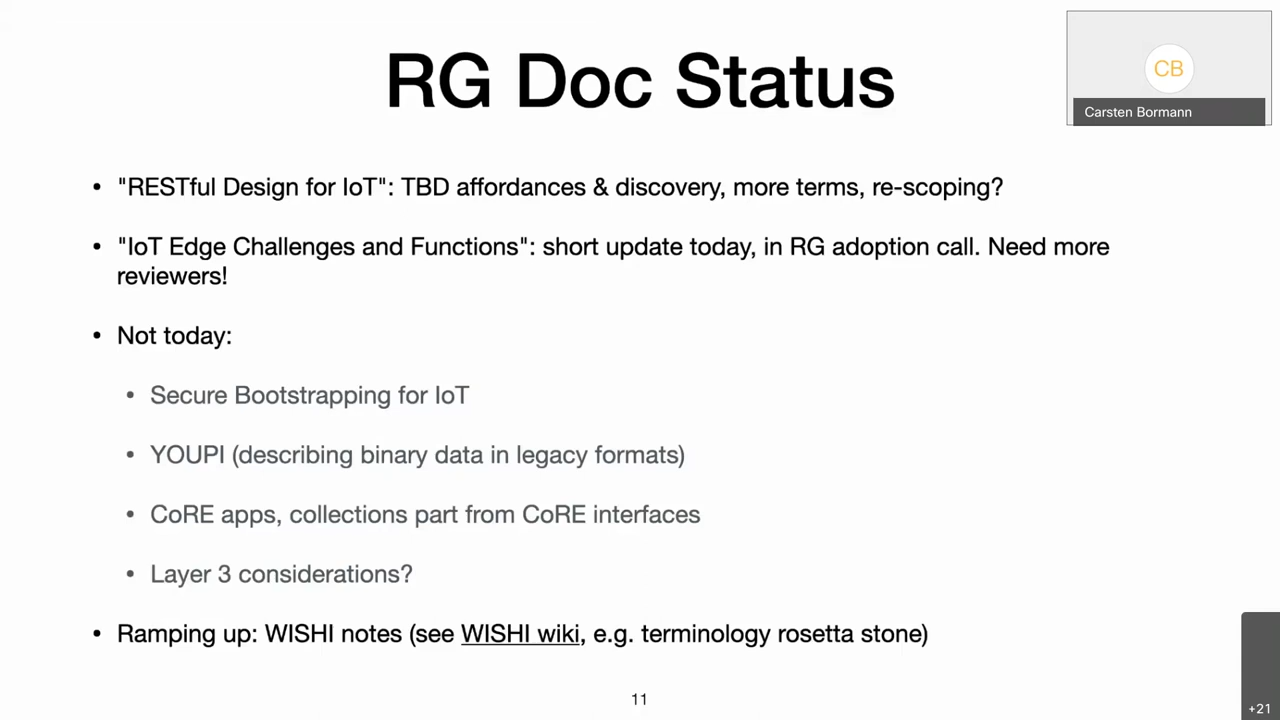 RG Doc Status
CB
Carsten Bormann
• "RESTful Design for IoT": TBD affordances & discovery, more terms, re-scoping?
• "IoT Edge Challenges and Functions": short update today, in RG adoption call. Need more
reviewers!
• Not today:
• Secure Bootstrapping for IoT
• YOUPI (describing binary data in legacy formats)
• CoRE apps, collections part from CoRE interfaces
• Layer 3 considerations?
• Ramping up: WISHI notes (see WISHI wiki, e.g. terminology rosetta stone)
11
+21